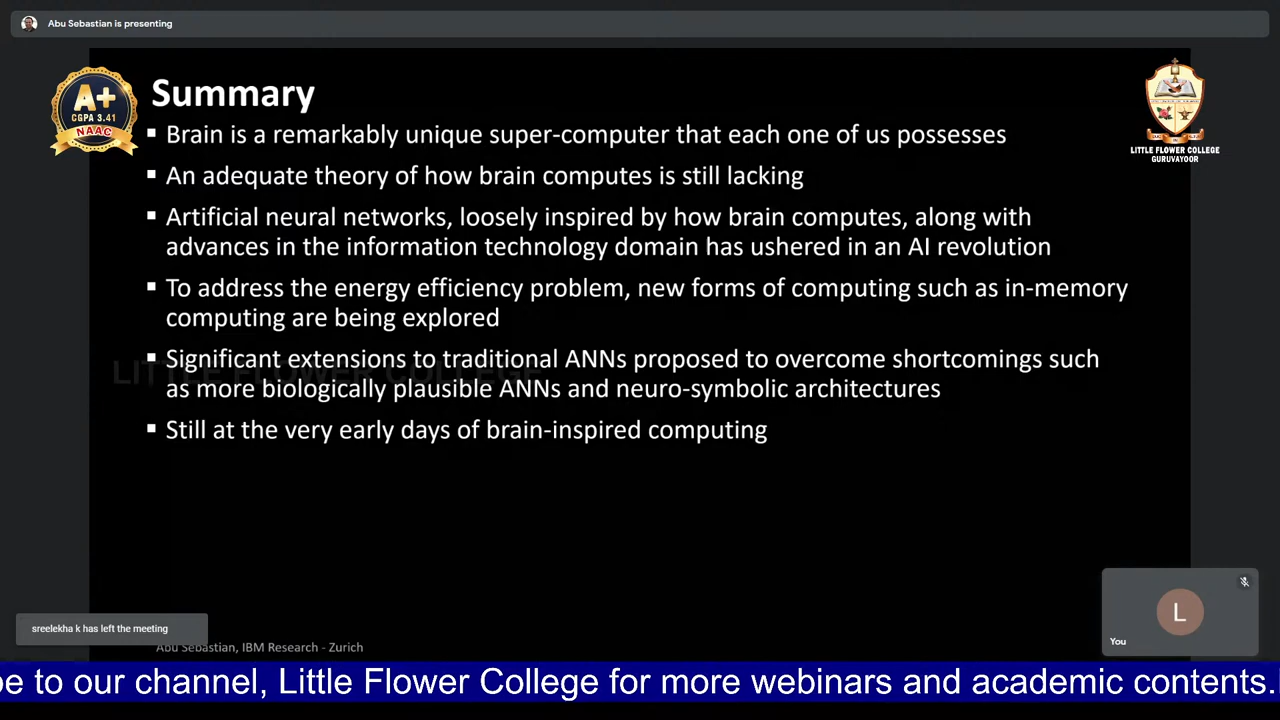 Abu Sebastian is presenting
A+
CGPA 3.41
NAAC
LITTLE FLOWER COLLEGE
GURUVAYOOR
Summary
▪ Brain is a remarkably unique super-computer that each one of us possesses
▪ An adequate theory of how brain computes is still lacking
▪ Artificial neural networks, loosely inspired by how brain computes, along with
advances in the information technology domain has ushered in an AI revolution
▪ To address the energy efficiency problem, new forms of computing such as in-memory
computing are being explored
▪ Significant extensions to traditional ANNs proposed to overcome shortcomings such
as more biologically plausible ANNs and neuro-symbolic architectures
LITTLE FLOWER COLLEGE
▪ Still at the very early days of brain-inspired computing
L
You
sreelekha k has left the meeting
Abu Sebastian, IBM Research - Zurich
to our channel, Little Flower College for more webinars and academic contents.